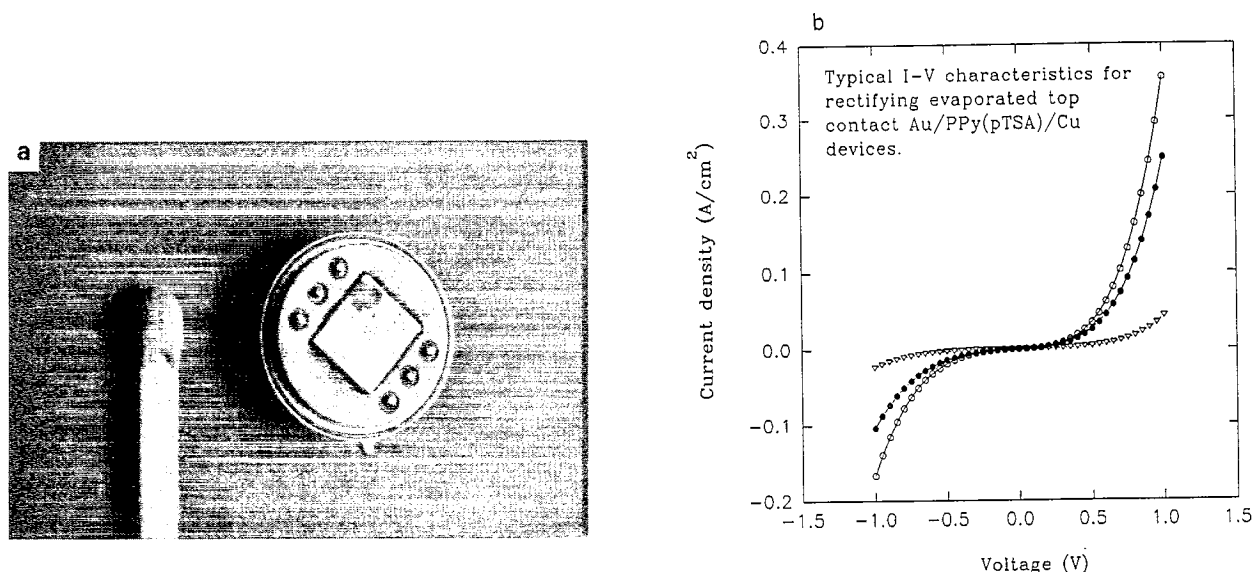 a
b
Typical I-V characteristics for
rectifying evaporated top
contact Au/PPy(pTSA)/Cu
devices.
Current density (A/cm²)
0.4
0.3
0.2
0.1
0.0
−0.1
−0.2
−1.5 −1.0 −0.5 0.0 0.5 1.0 1.5
Voltage (V)